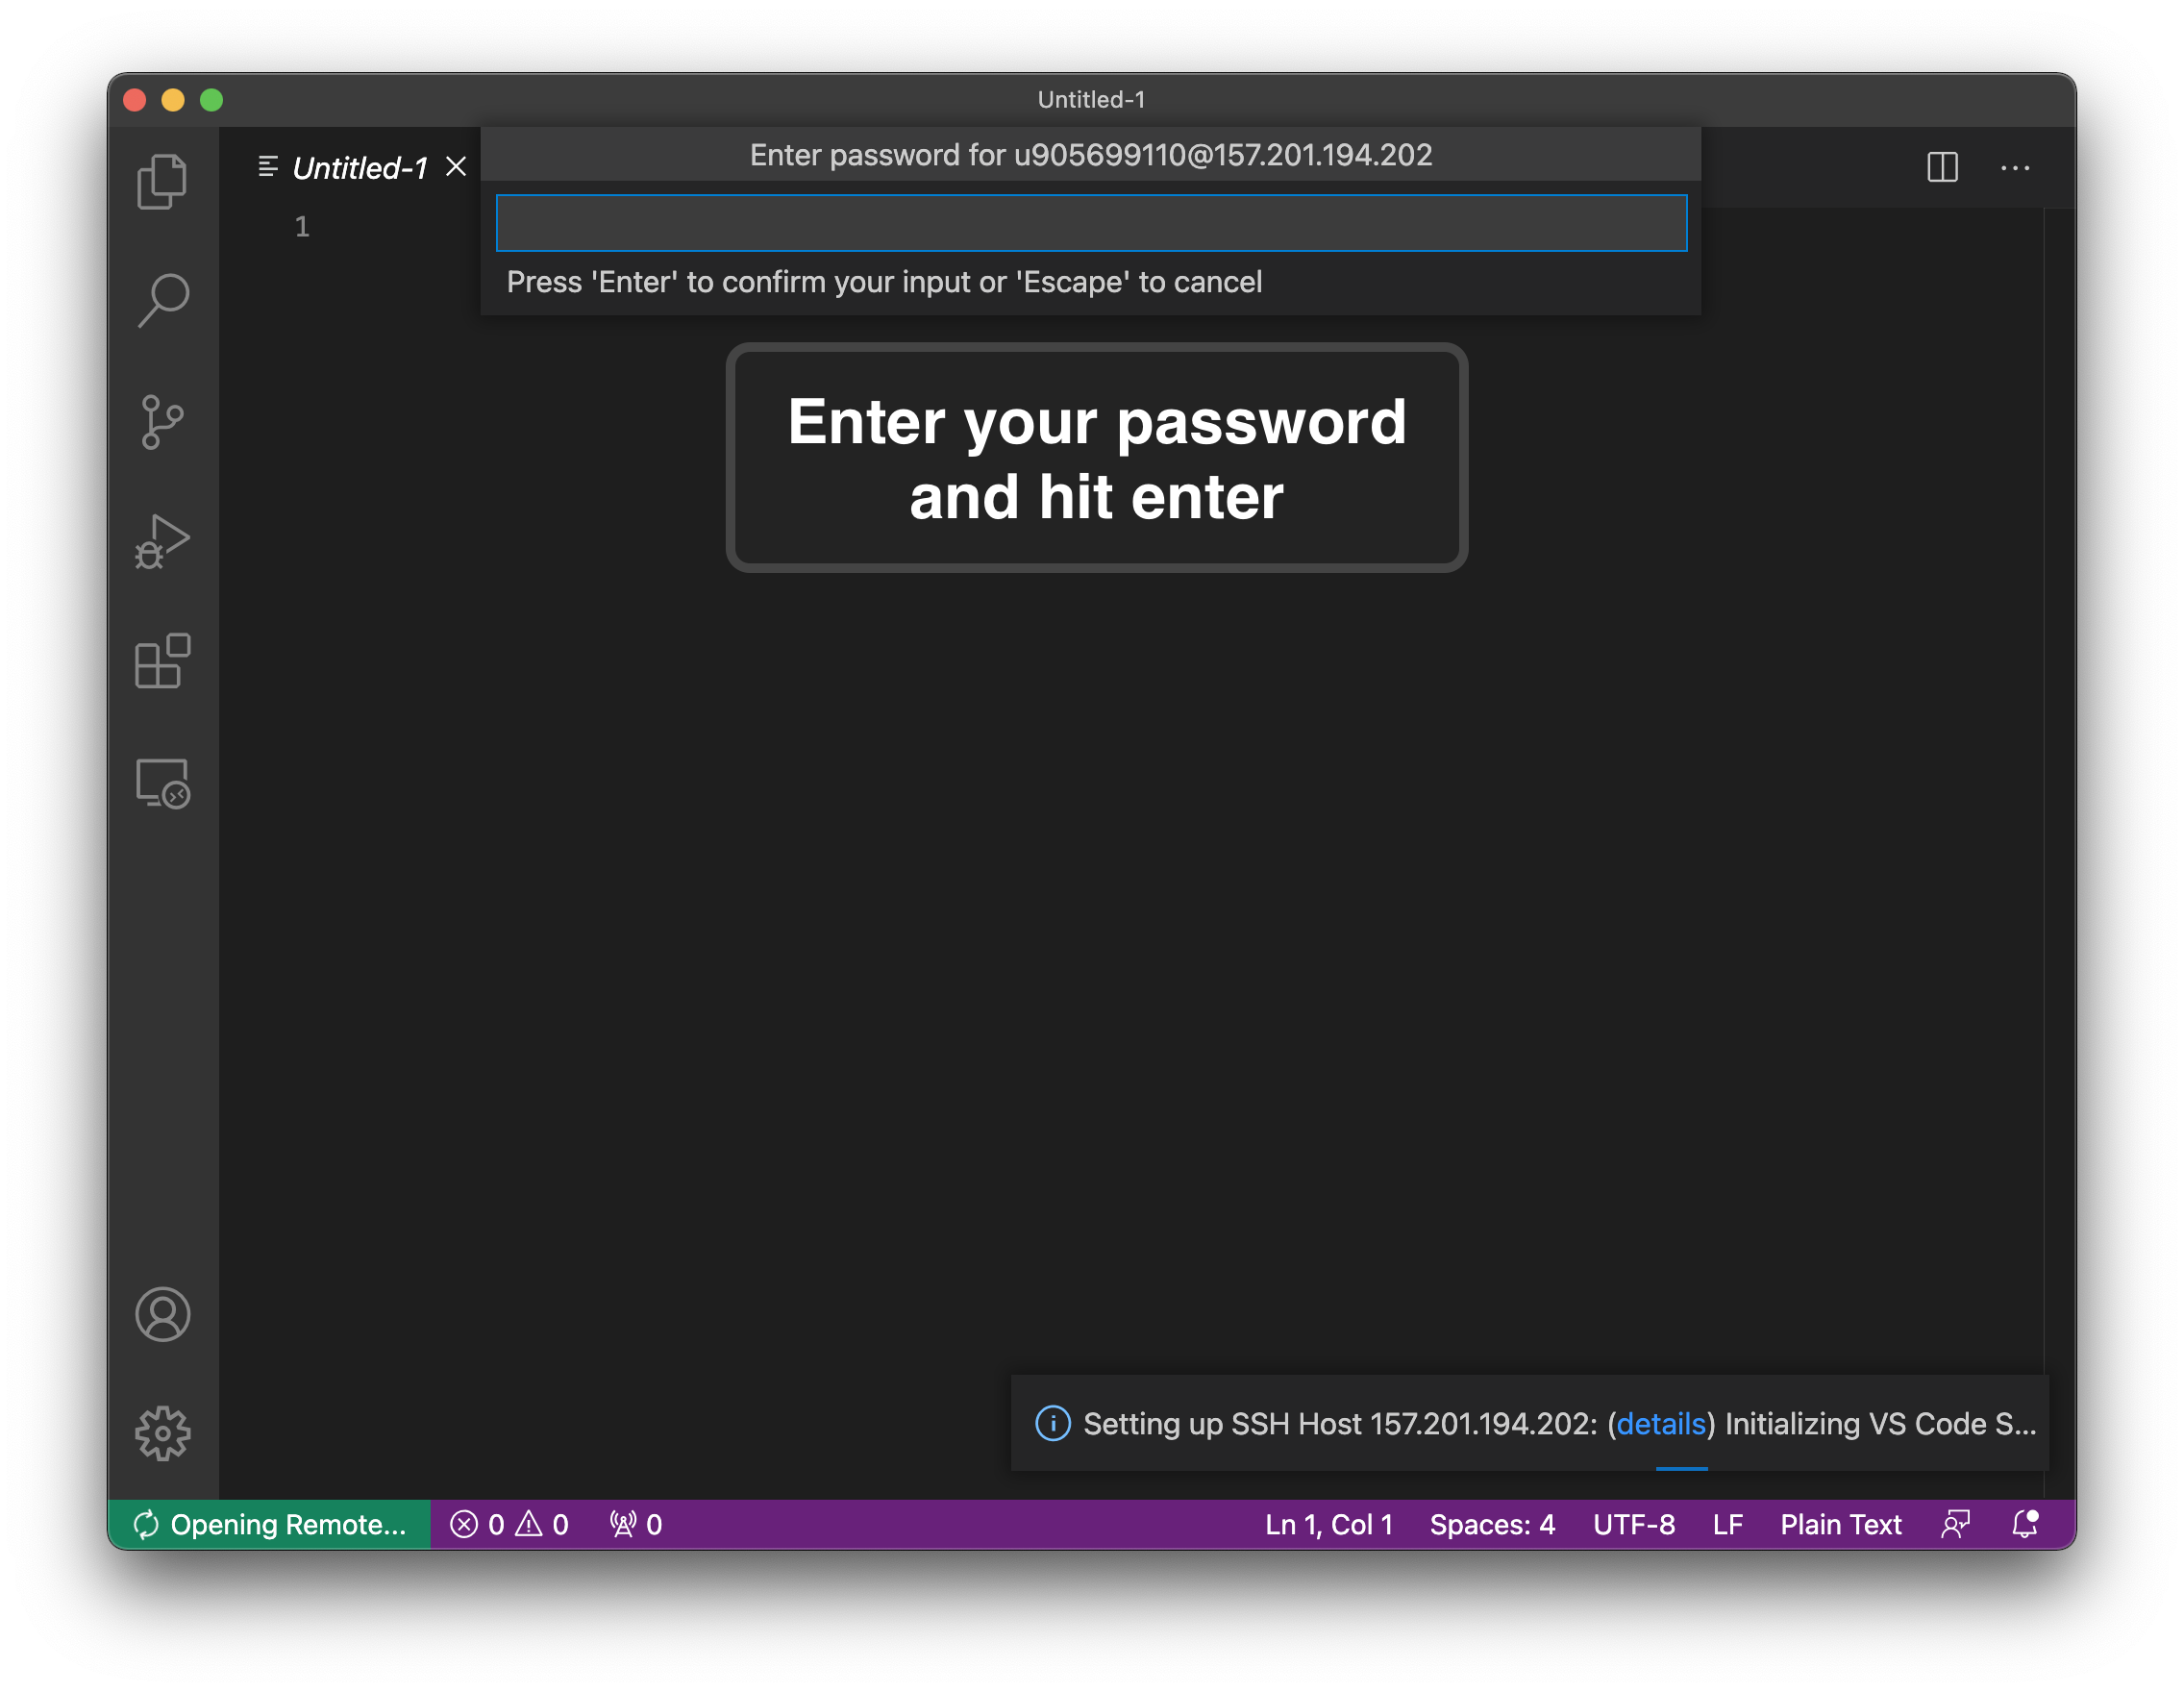 Untitled-1
Enter password for u905699110@157.201.194.202
Untitled-1
1
Press 'Enter' to confirm your input or 'Escape' to cancel
Enter your password
and hit enter
Setting up SSH Host 157.201.194.202: (details) Initializing VS Code S...
Opening Remote... 0 0 0 Ln 1, Col 1 Spaces: 4 UTF-8 LF Plain Text